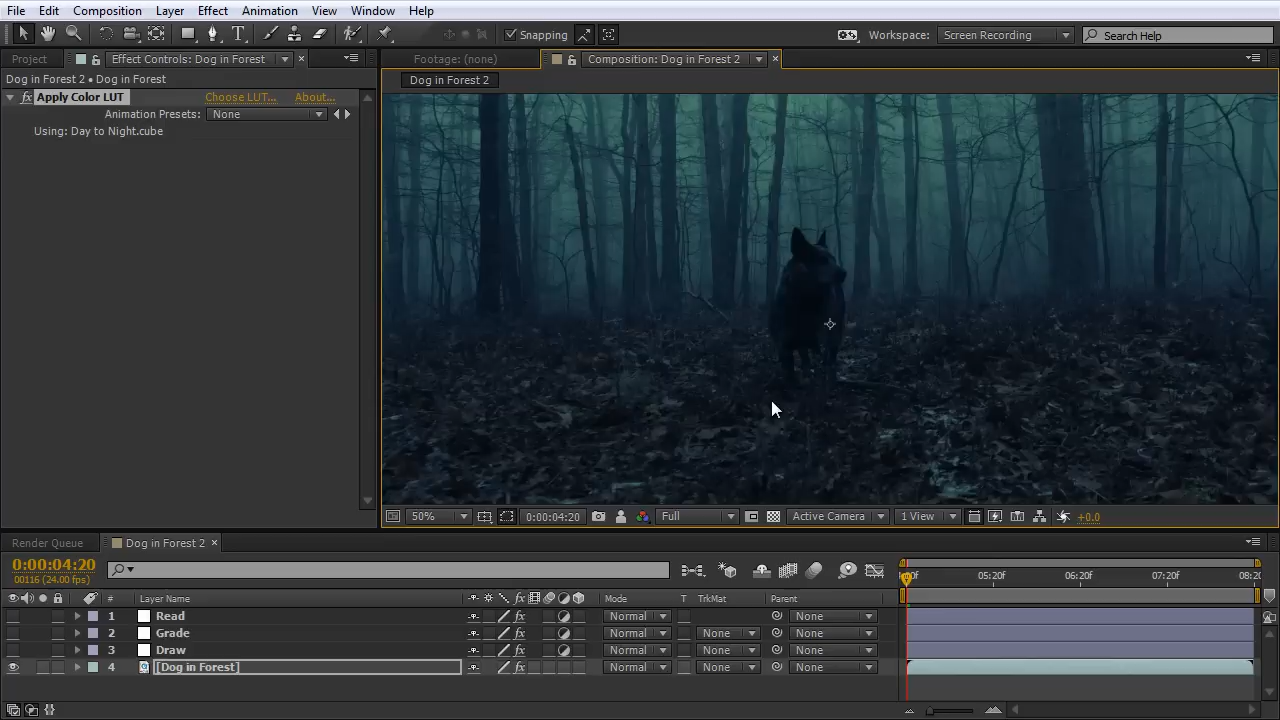 File Edit Composition Layer Effect Animation View Window Help
Snapping Workspace: Screen Recording Search Help
Project Effect Controls: Dog in Forest Footage: (none) Composition: Dog in Forest 2
Dog in Forest 2 • Dog in Forest
Dog in Forest 2
fx Apply Color LUT Choose LUT... About...
Animation Presets: None
Using: Day to Night.cube
50% 0:00:04:20 Full Active Camera 1 View +0.0
Render Queue Dog in Forest 2
0:00:04:20
00116 (24.00 fps)
05:20f 06:20f 07:20f
# Layer Name fx Mode T TrkMat Parent
1 Read Normal None
2 Grade Normal None None
3 Draw Normal None None
4 [Dog in Forest] fx Normal None None